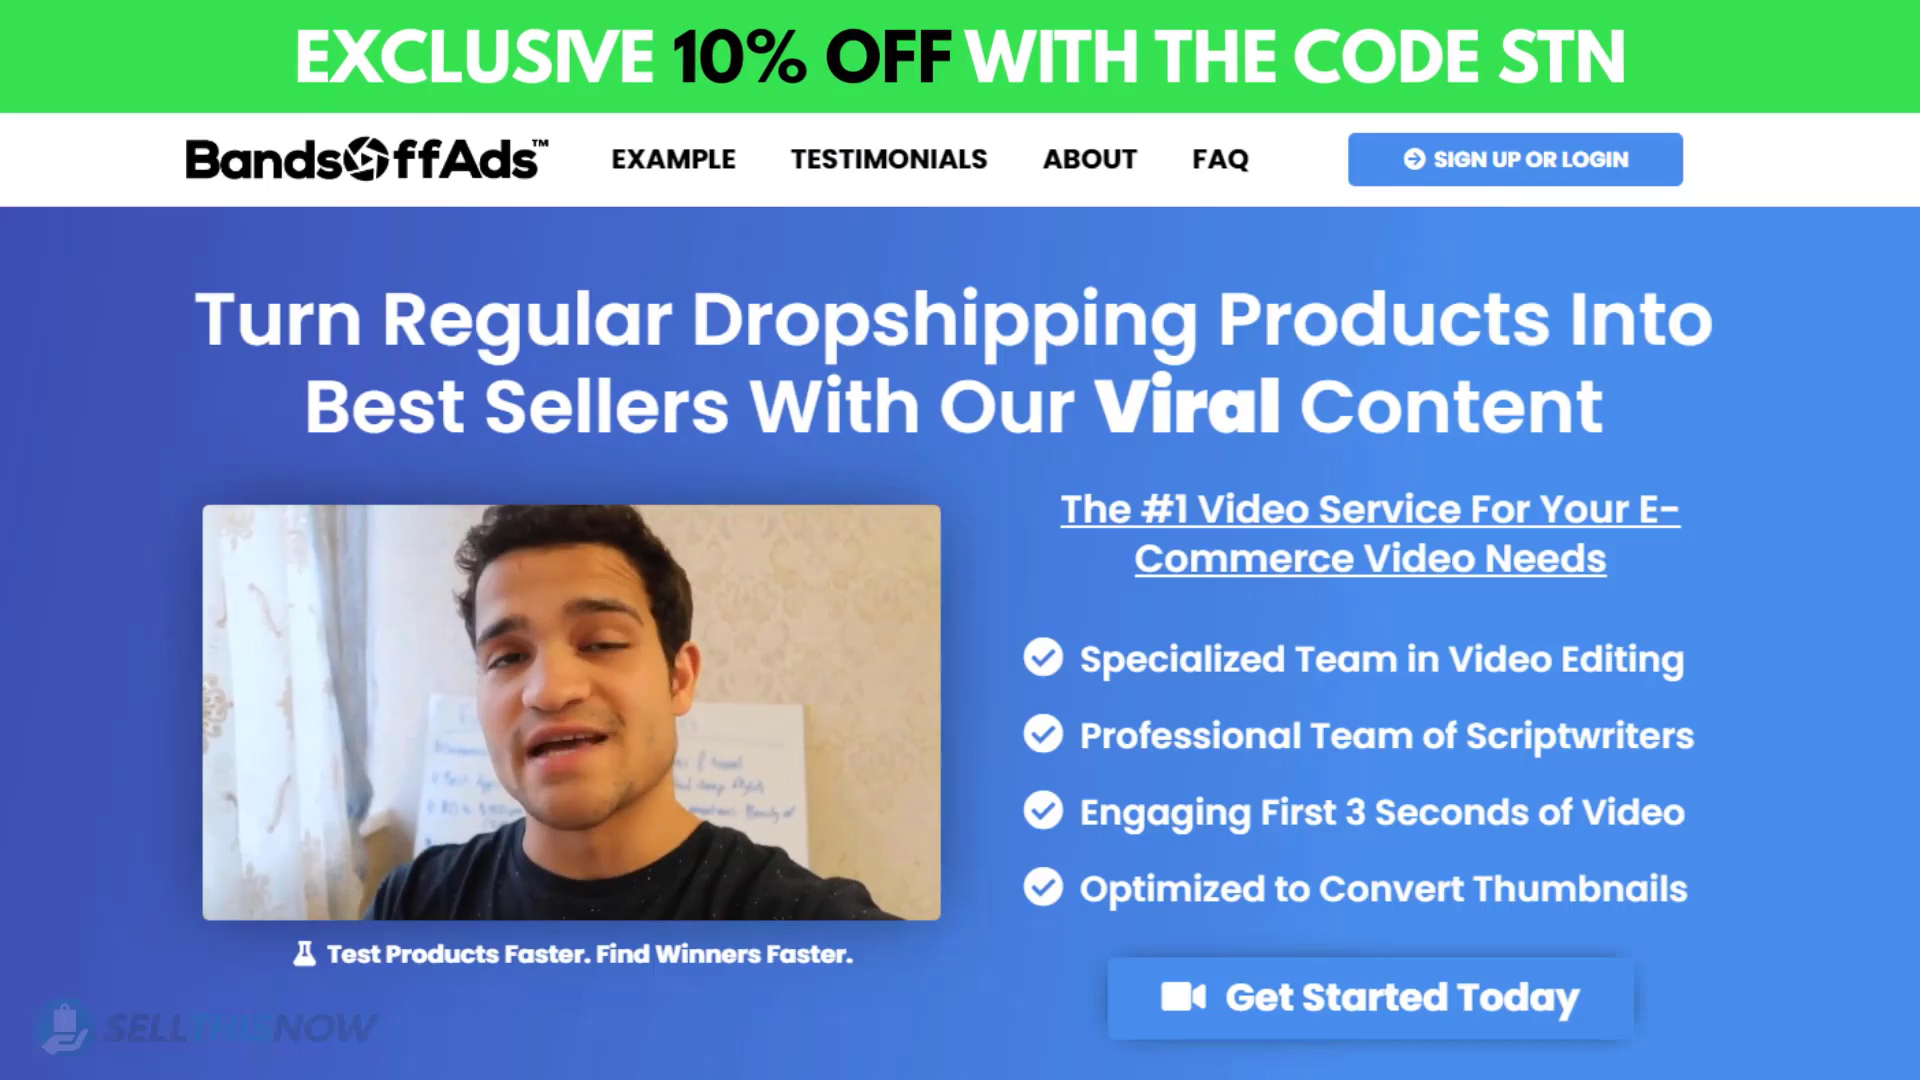 EXCLUSIVE 10% OFF WITH THE CODE STN
BandsOffAds™ EXAMPLE TESTIMONIALS ABOUT FAQ SIGN UP OR LOGIN
Turn Regular Dropshipping Products Into
Best Sellers With Our Viral Content
The #1 Video Service For Your E-
Commerce Video Needs
Specialized Team in Video Editing
Professional Team of Scriptwriters
Engaging First 3 Seconds of Video
Optimized to Convert Thumbnails
Test Products Faster. Find Winners Faster.
Get Started Today
SELLTHISNOW